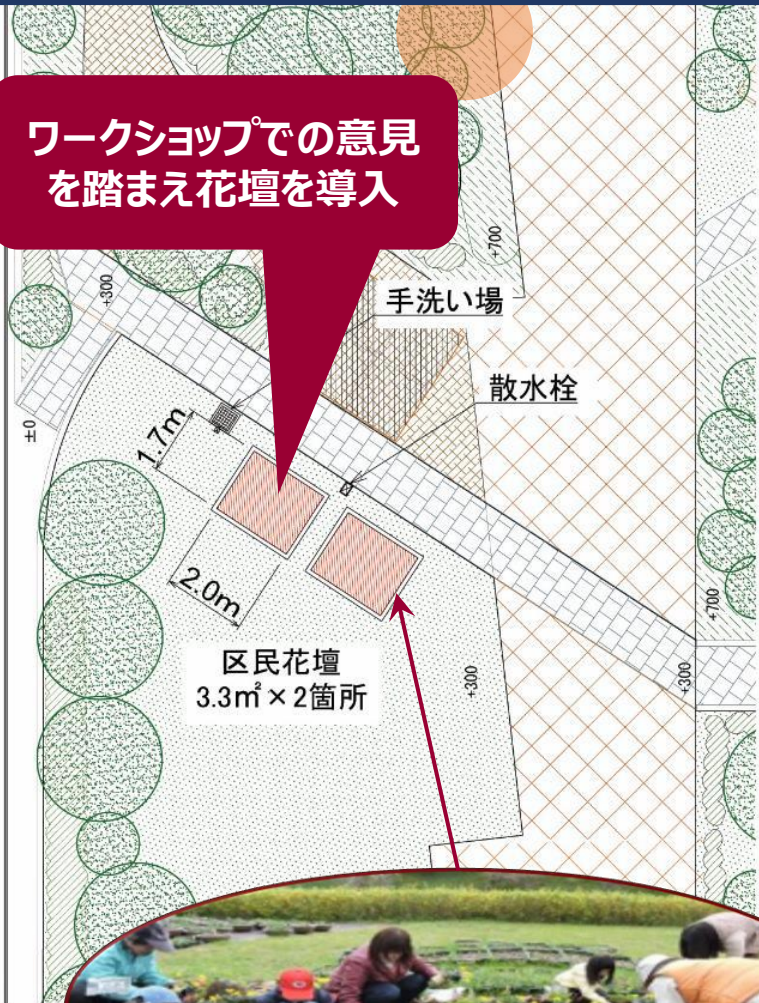 ワークショップでの意見
を踏まえ花壇を導入
+700
+300
手洗い場
散水栓
±0
1.7m
2.0m
区民花壇
3.3㎡×2箇所
+300
+300
+700